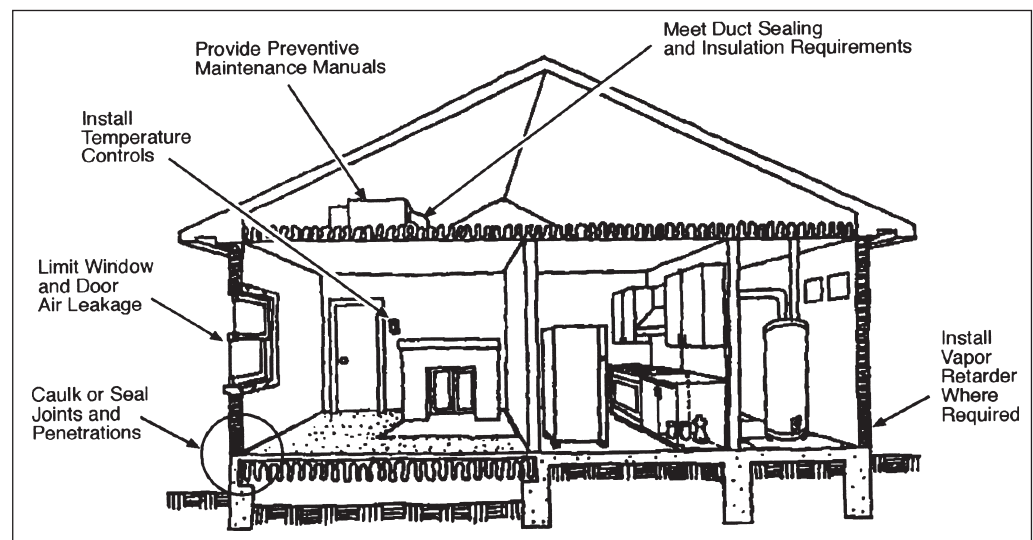 Meet Duct Sealing
and Insulation Requirements
Provide Preventive
Maintenance Manuals
Install
Temperature
Controls
Limit Window
and Door
Air Leakage
Install
Vapor
Retarder
Where
Required
Caulk or Seal
Joints and
Penetrations